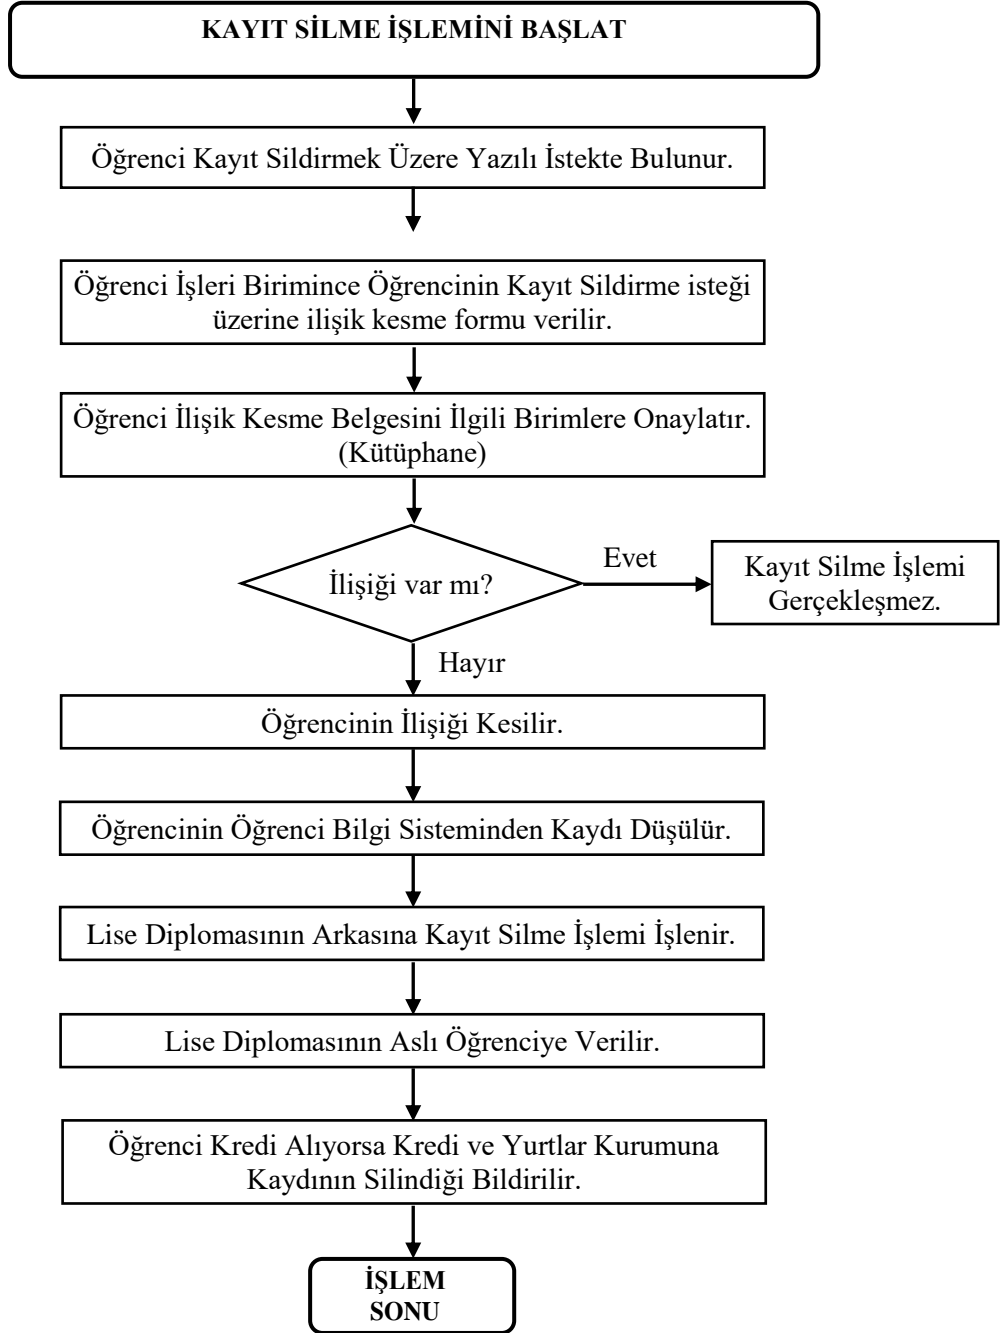 KAYIT SİLME İŞLEMİNİ BAŞLAT
Öğrenci Kayıt Sildirmek Üzere Yazılı İstekte Bulunur.
Öğrenci İşleri Birimince Öğrencinin Kayıt Sildirme isteği
üzerine ilişik kesme formu verilir.
Öğrenci İlişik Kesme Belgesini İlgili Birimlere Onaylatır.
(Kütüphane)
İlişiği var mı?
Evet
Kayıt Silme İşlemi
Gerçekleşmez.
Hayır
Öğrencinin İlişiği Kesilir.
Öğrencinin Öğrenci Bilgi Sisteminden Kaydı Düşülür.
Lise Diplomasının Arkasına Kayıt Silme İşlemi İşlenir.
Lise Diplomasının Aslı Öğrenciye Verilir.
Öğrenci Kredi Alıyorsa Kredi ve Yurtlar Kurumuna
Kaydının Silindiği Bildirilir.
İŞLEM
SONU